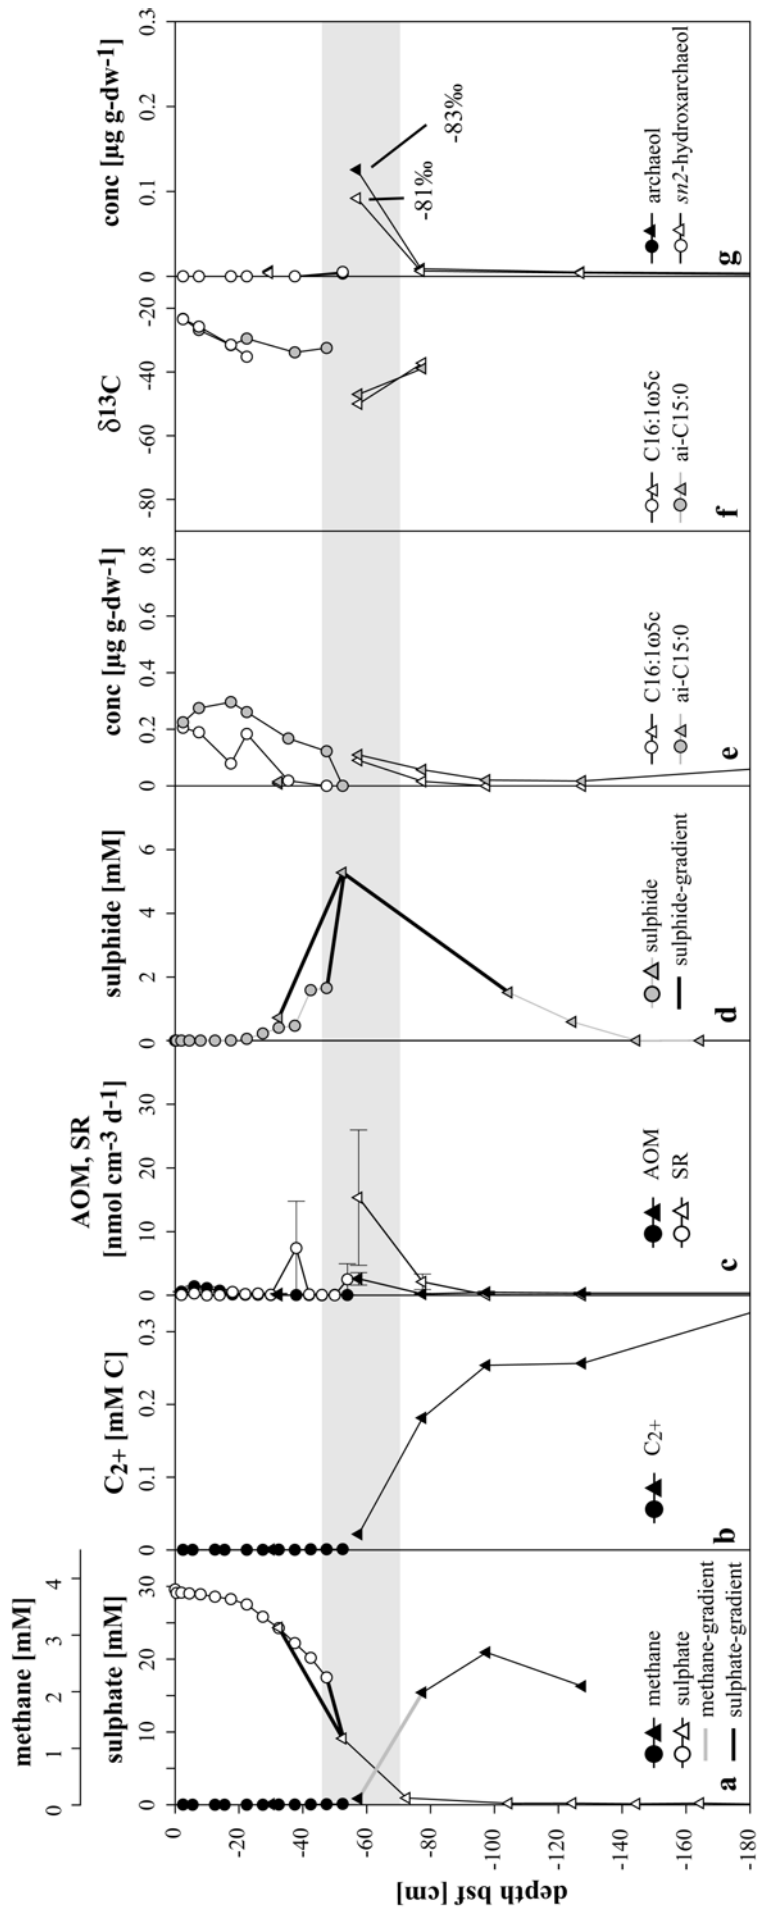 methane [mM]
0 1 2 3 4
sulphate [mM]
0 10 20 30
depth bsf [cm]
0
-20
-40
-60
-80
-100
-120
-140
-160
-180
methane
sulphate
methane-gradient
sulphate-gradient
a
C2+ [mM C]
0 0.1 0.2 0.3
C2+
b
AOM, SR
[nmol cm-3 d-1]
0 10 20 30
AOM
SR
c
sulphide [mM]
0 2 4 6
sulphide
sulphide-gradient
d
conc [µg g-dw-1]
0 0.2 0.4 0.6 0.8
C16:1ω5c
ai-C15:0
e
δ13C
-80 -60 -40 -20
C16:1ω5c
ai-C15:0
f
conc [µg g-dw-1]
0 0.1 0.2 0.3
-81‰
-83‰
archaeol
sn2-hydroxarchaeol
g